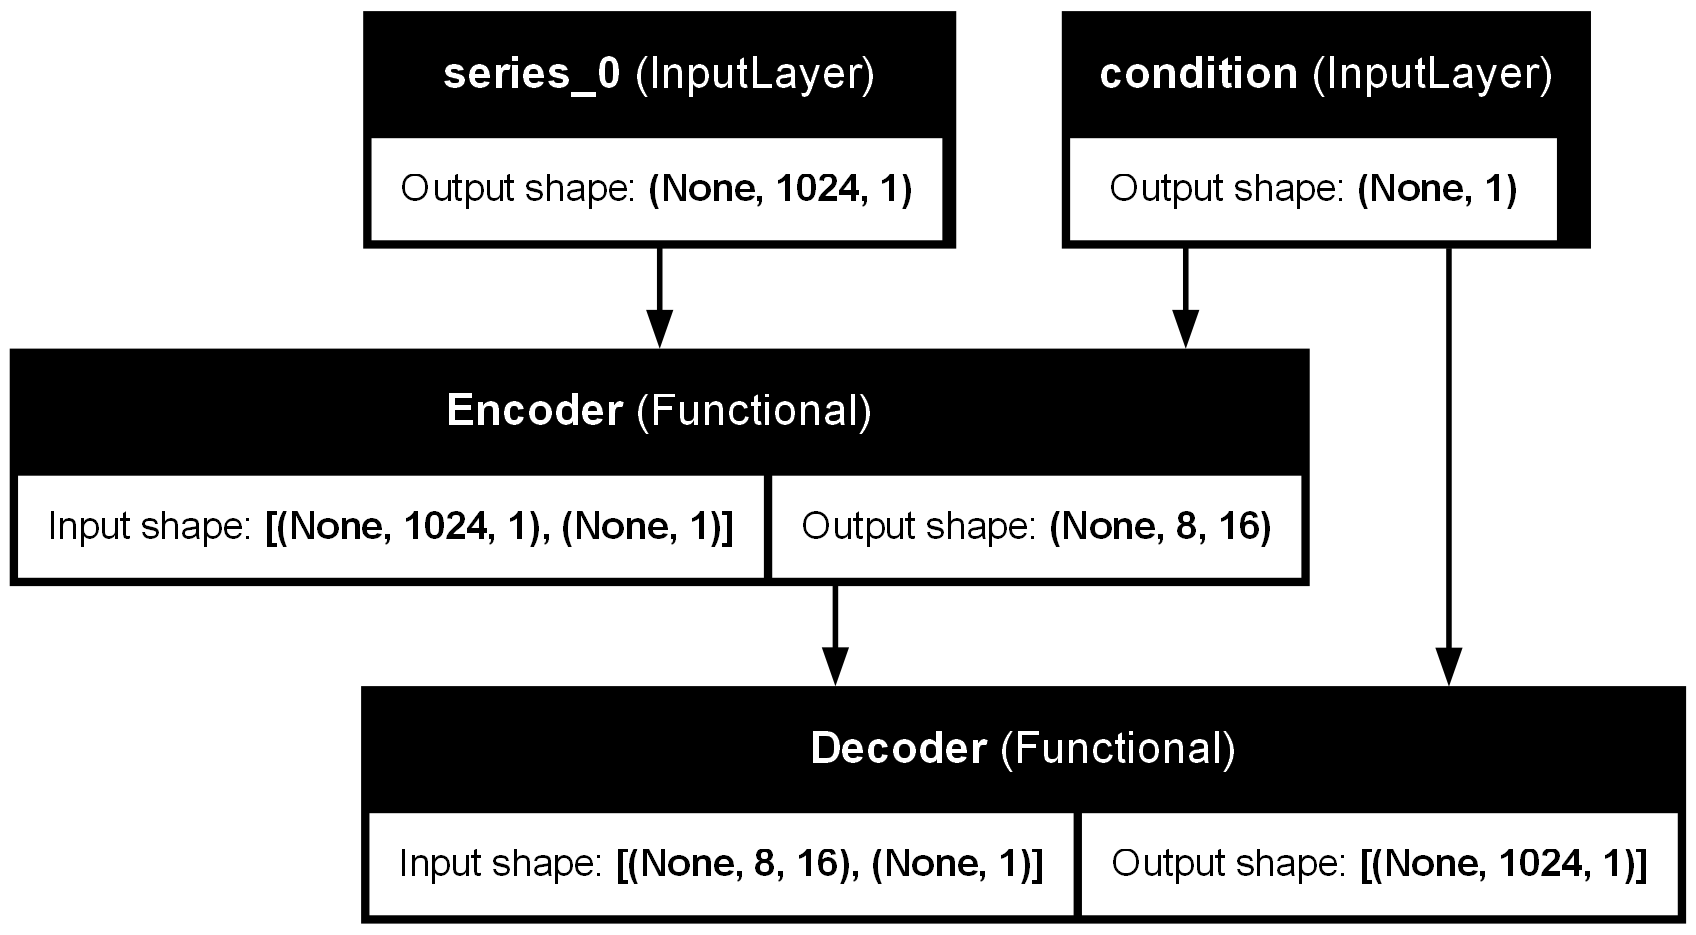 series_0 (InputLayer)
Output shape: (None, 1024, 1)
condition (InputLayer)
Output shape: (None, 1)
Encoder (Functional)
Input shape: [(None, 1024, 1), (None, 1)]
Output shape: (None, 8, 16)
Decoder (Functional)
Input shape: [(None, 8, 16), (None, 1)]
Output shape: [(None, 1024, 1)]